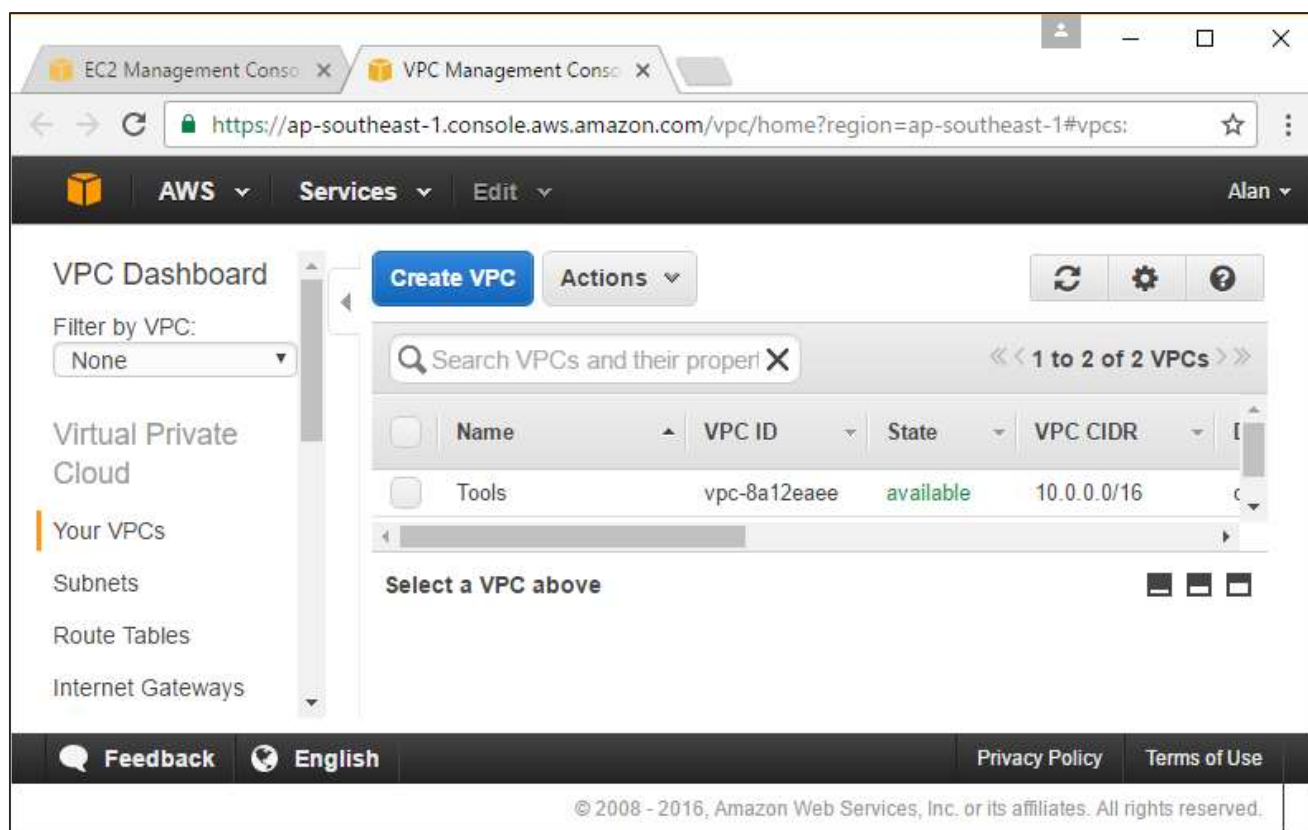 EC2 Management Conso
VPC Management Conso
https://ap-southeast-1.console.aws.amazon.com/vpc/home?region=ap-southeast-1#vpcs:
AWS Services Edit Alan
VPC Dashboard
Filter by VPC:
None
Virtual Private
Cloud
Your VPCs
Subnets
Route Tables
Internet Gateways
Create VPC Actions
Search VPCs and their propert
1 to 2 of 2 VPCs
Name VPC ID State VPC CIDR
Tools vpc-8a12eaee available 10.0.0.0/16
Select a VPC above
Feedback English Privacy Policy Terms of Use
© 2008 - 2016, Amazon Web Services, Inc. or its affiliates. All rights reserved.